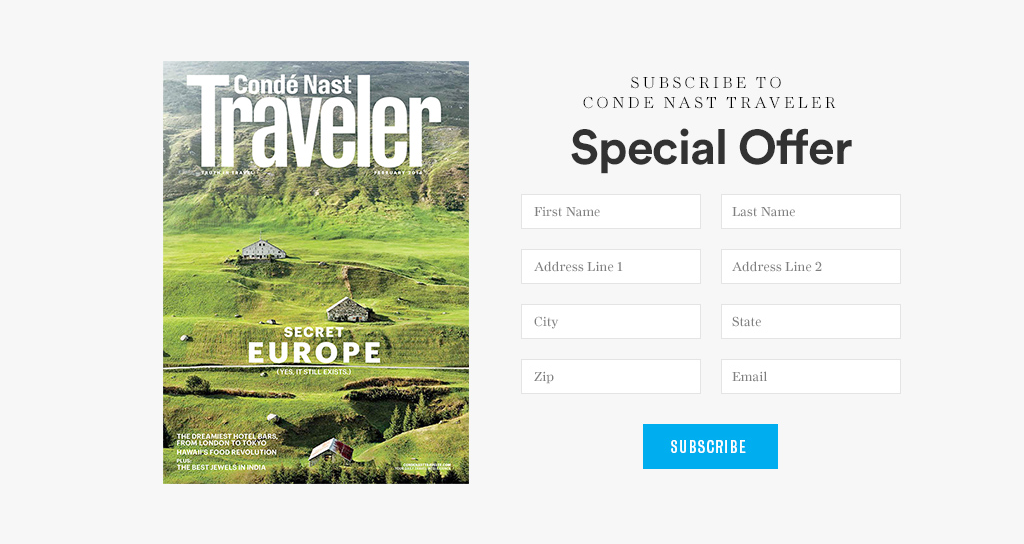 Condé Nast
Traveler
TRUTH IN TRAVEL
FEBRUARY 2014
SECRET
EUROPE
(YES, IT STILL EXISTS.)
THE DREAMIEST HOTEL BARS,
FROM LONDON TO TOKYO
HAWAII'S FOOD REVOLUTION
PLUS:
THE BEST JEWELS IN INDIA
SUBSCRIBE TO
CONDE NAST TRAVELER
Special Offer
First Name
Last Name
Address Line 1
Address Line 2
City
State
Zip
Email
SUBSCRIBE